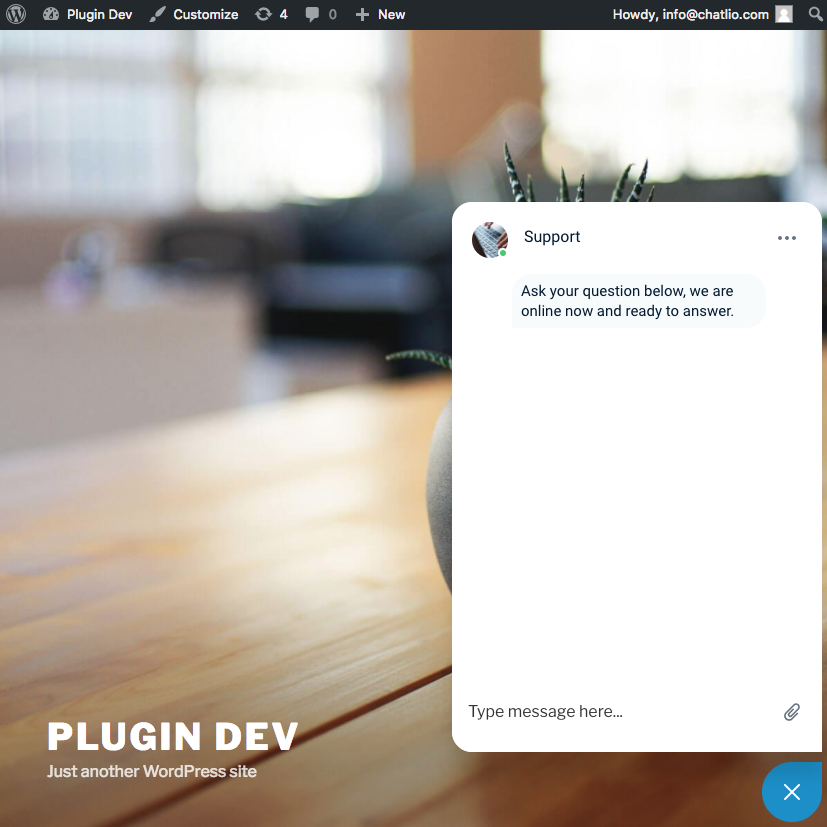 Plugin Dev Customize 4 0 New Howdy, info@chatlio.com
Support
Ask your question below, we are
online now and ready to answer.
Type message here...
PLUGIN DEV
Just another WordPress site